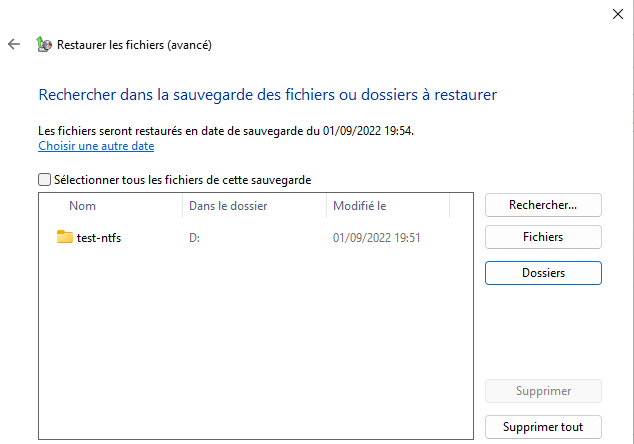 Restaurer les fichiers (avancé)
Rechercher dans la sauvegarde des fichiers ou dossiers à restaurer
Les fichiers seront restaurés en date de sauvegarde du 01/09/2022 19:54.
Choisir une autre date
Sélectionner tous les fichiers de cette sauvegarde
Nom Dans le dossier Modifié le
test-ntfs D: 01/09/2022 19:51
Rechercher...
Fichiers
Dossiers
Supprimer
Supprimer tout